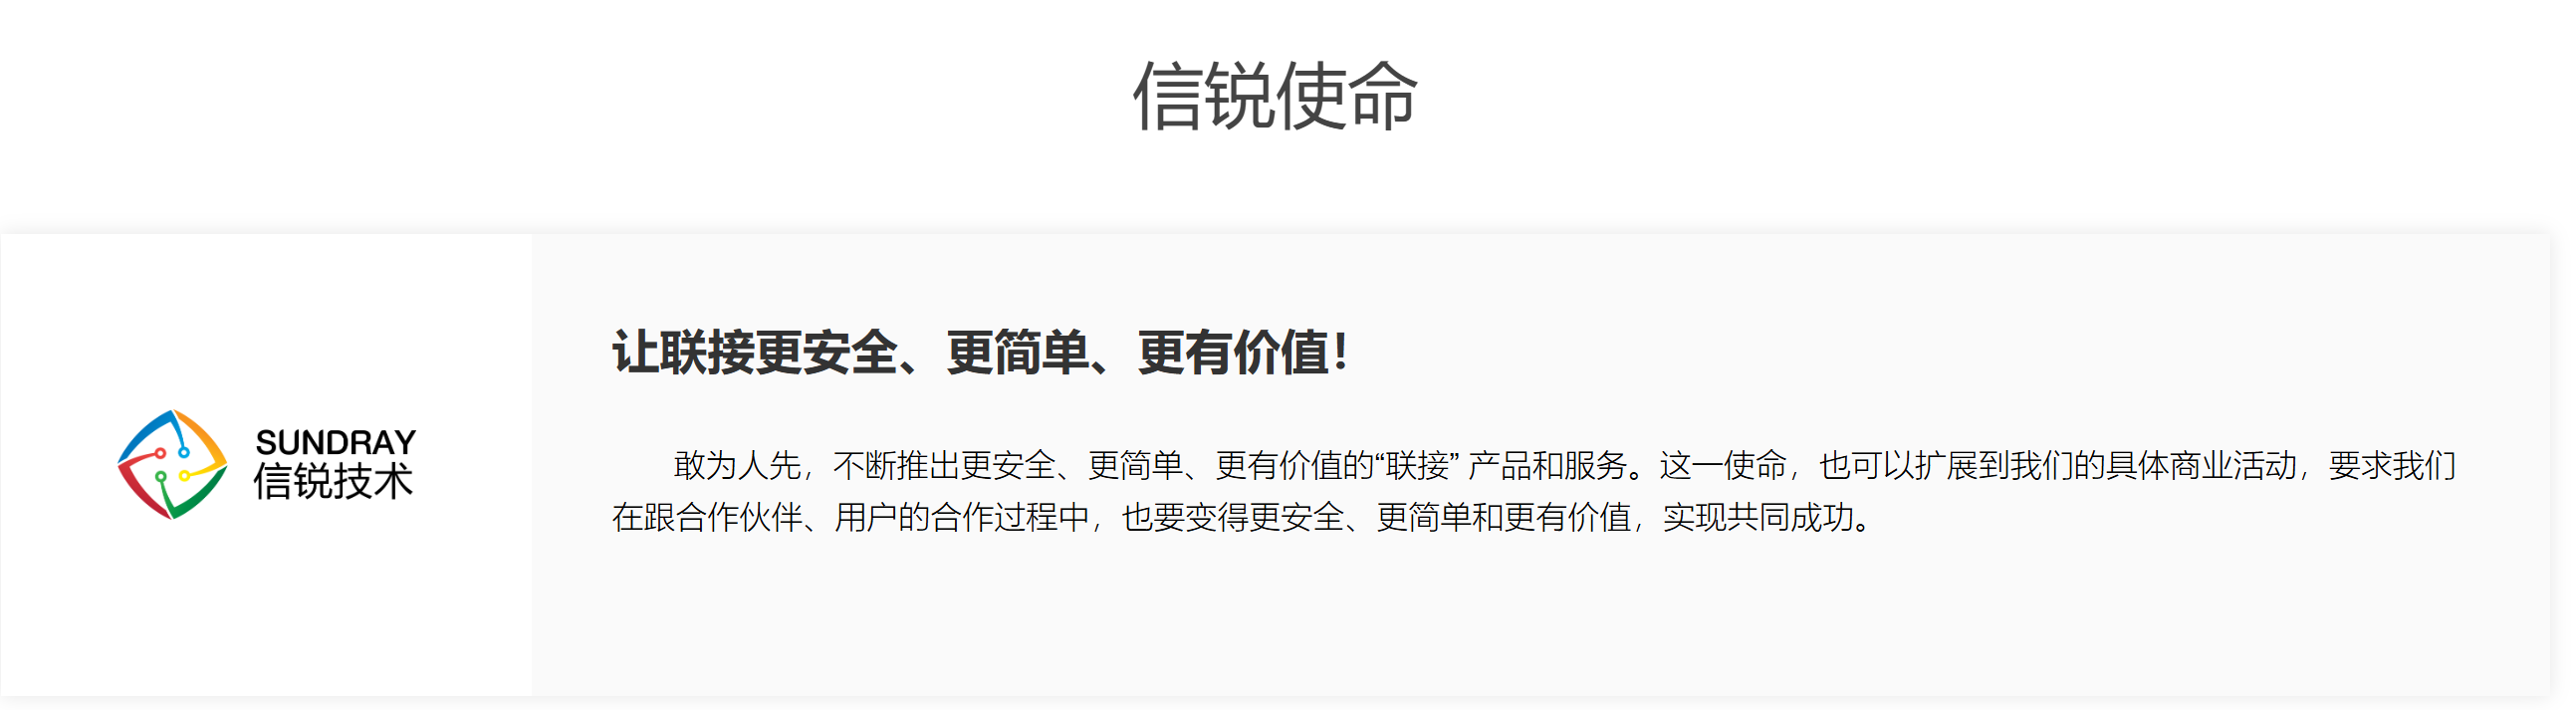 信锐使命
让联接更安全、更简单、更有价值！
SUNDRAY
信锐技术
敢为人先，不断推出更安全、更简单、更有价值的“联接” 产品和服务。这一使命，也可以扩展到我们的具体商业活动，要求我们
在跟合作伙伴、用户的合作过程中，也要变得更安全、更简单和更有价值，实现共同成功。